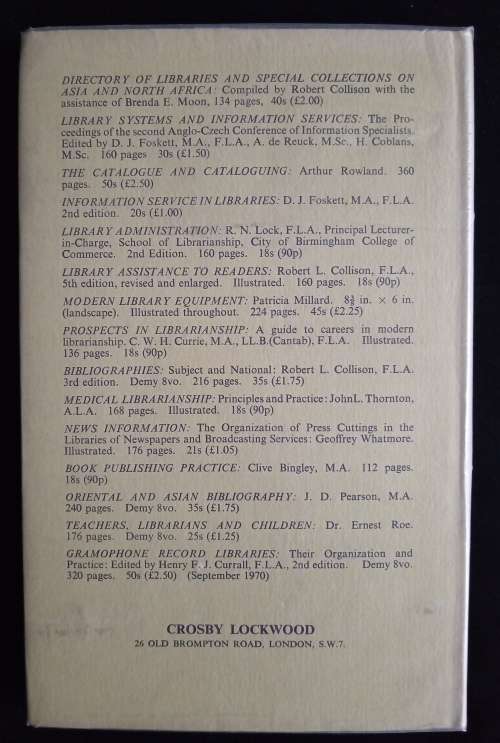 DIRECTORY OF LIBRARIES AND SPECIAL COLLECTIONS ON
ASIA AND NORTH AFRICA: Compiled by Robert Collison with the
assistance of Brenda E. Moon, 134 pages, 40s (£2.00)
LIBRARY SYSTEMS AND INFORMATION SERVICES: The Pro-
ceedings of the second Anglo-Czech Conference of Information Specialists.
Edited by D. J. Foskett, M.A., F.L.A., A. de Reuck, M.Sc., H. Coblans,
M.Sc. 160 pages 30s (£1.50)
THE CATALOGUE AND CATALOGUING: Arthur Rowland. 360
pages. 50s (£2.50)
INFORMATION SERVICE IN LIBRARIES: D. J. Foskett, M.A., F.L.A.
2nd edition. 20s (£1.00)
LIBRARY ADMINISTRATION: R. N. Lock, F.L.A., Principal Lecturer-
in-Charge, School of Librarianship, City of Birmingham College of
Commerce. 2nd Edition. 160 pages. 18s (90p)
LIBRARY ASSISTANCE TO READERS: Robert L. Collison, F.L.A.,
5th edition, revised and enlarged. Illustrated. 160 pages. 18s (90p)
MODERN LIBRARY EQUIPMENT: Patricia Millard. 8¾ in. × 6 in.
(landscape). Illustrated throughout. 224 pages. 45s (£2.25)
PROSPECTS IN LIBRARIANSHIP: A guide to careers in modern
librarianship. C. W. H. Currie, M.A., LL.B.(Cantab), F.L.A. Illustrated.
136 pages. 18s (90p)
BIBLIOGRAPHIES: Subject and National: Robert L. Collison, F.L.A.
3rd edition. Demy 8vo. 216 pages. 35s (£1.75)
MEDICAL LIBRARIANSHIP: Principles and Practice: John L. Thornton,
A.L.A. 168 pages. Illustrated. 18s (90p)
NEWS INFORMATION: The Organization of Press Cuttings in the
Libraries of Newspapers and Broadcasting Services: Geoffrey Whatmore.
Illustrated. 176 pages. 21s (£1.05)
BOOK PUBLISHING PRACTICE: Clive Bingley, M.A. 112 pages.
18s (90p)
ORIENTAL AND ASIAN BIBLIOGRAPHY: J. D. Pearson, M.A.
240 pages. Demy 8vo. 35s (£1.75)
TEACHERS, LIBRARIANS AND CHILDREN: Dr. Ernest Roe.
176 pages. Demy 8vo. 25s (£1.25)
GRAMOPHONE RECORD LIBRARIES: Their Organization and
Practice: Edited by Henry F. J. Currall, F.L.A., 2nd edition. Demy 8vo.
320 pages. 50s (£2.50) (September 1970)
CROSBY LOCKWOOD
26 OLD BROMPTON ROAD, LONDON, S.W.7.